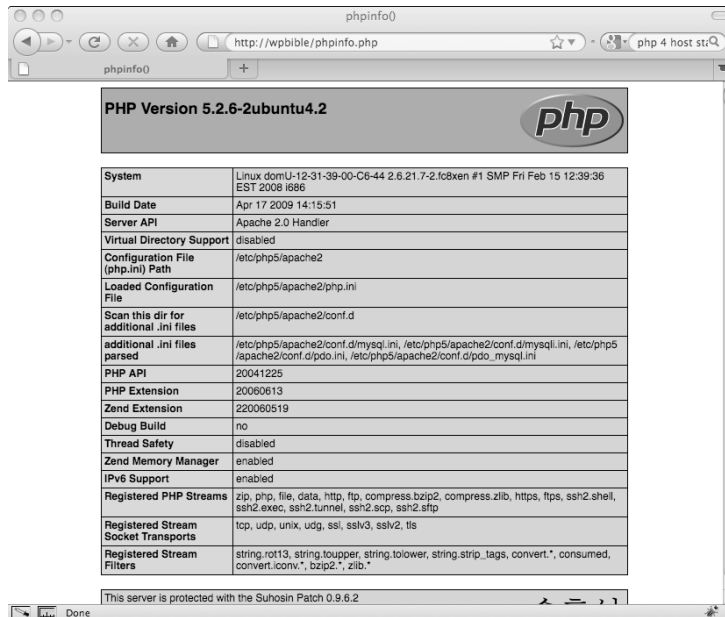 phpinfo()
http://wpbible/phpinfo.php
php 4 host sta
phpinfo()
PHP Version 5.2.6-2ubuntu4.2
php
System
Linux domU-12-31-39-00-C6-44 2.6.21.7-2.fc8xen #1 SMP Fri Feb 15 12:39:36
EST 2008 i686
Build Date
Apr 17 2009 14:15:51
Server API
Apache 2.0 Handler
Virtual Directory Support
disabled
Configuration File
(php.ini) Path
/etc/php5/apache2
Loaded Configuration
File
/etc/php5/apache2/php.ini
Scan this dir for
additional .ini files
/etc/php5/apache2/conf.d
additional .ini files
parsed
/etc/php5/apache2/conf.d/mysql.ini, /etc/php5/apache2/conf.d/mysqli.ini, /etc/php5
/apache2/conf.d/pdo.ini, /etc/php5/apache2/conf.d/pdo_mysql.ini
PHP API
20041225
PHP Extension
20060613
Zend Extension
220060519
Debug Build
no
Thread Safety
disabled
Zend Memory Manager
enabled
IPv6 Support
enabled
Registered PHP Streams
zip, php, file, data, http, ftp, compress.bzip2, compress.zlib, https, ftps, ssh2.shell,
ssh2.exec, ssh2.tunnel, ssh2.scp, ssh2.sftp
Registered Stream
Socket Transports
tcp, udp, unix, udg, ssl, sslv3, sslv2, tls
Registered Stream
Filters
string.rot13, string.toupper, string.tolower, string.strip_tags, convert.*, consumed,
convert.iconv.*, bzip2.*, zlib.*
This server is protected with the Suhosin Patch 0.9.6.2
Done